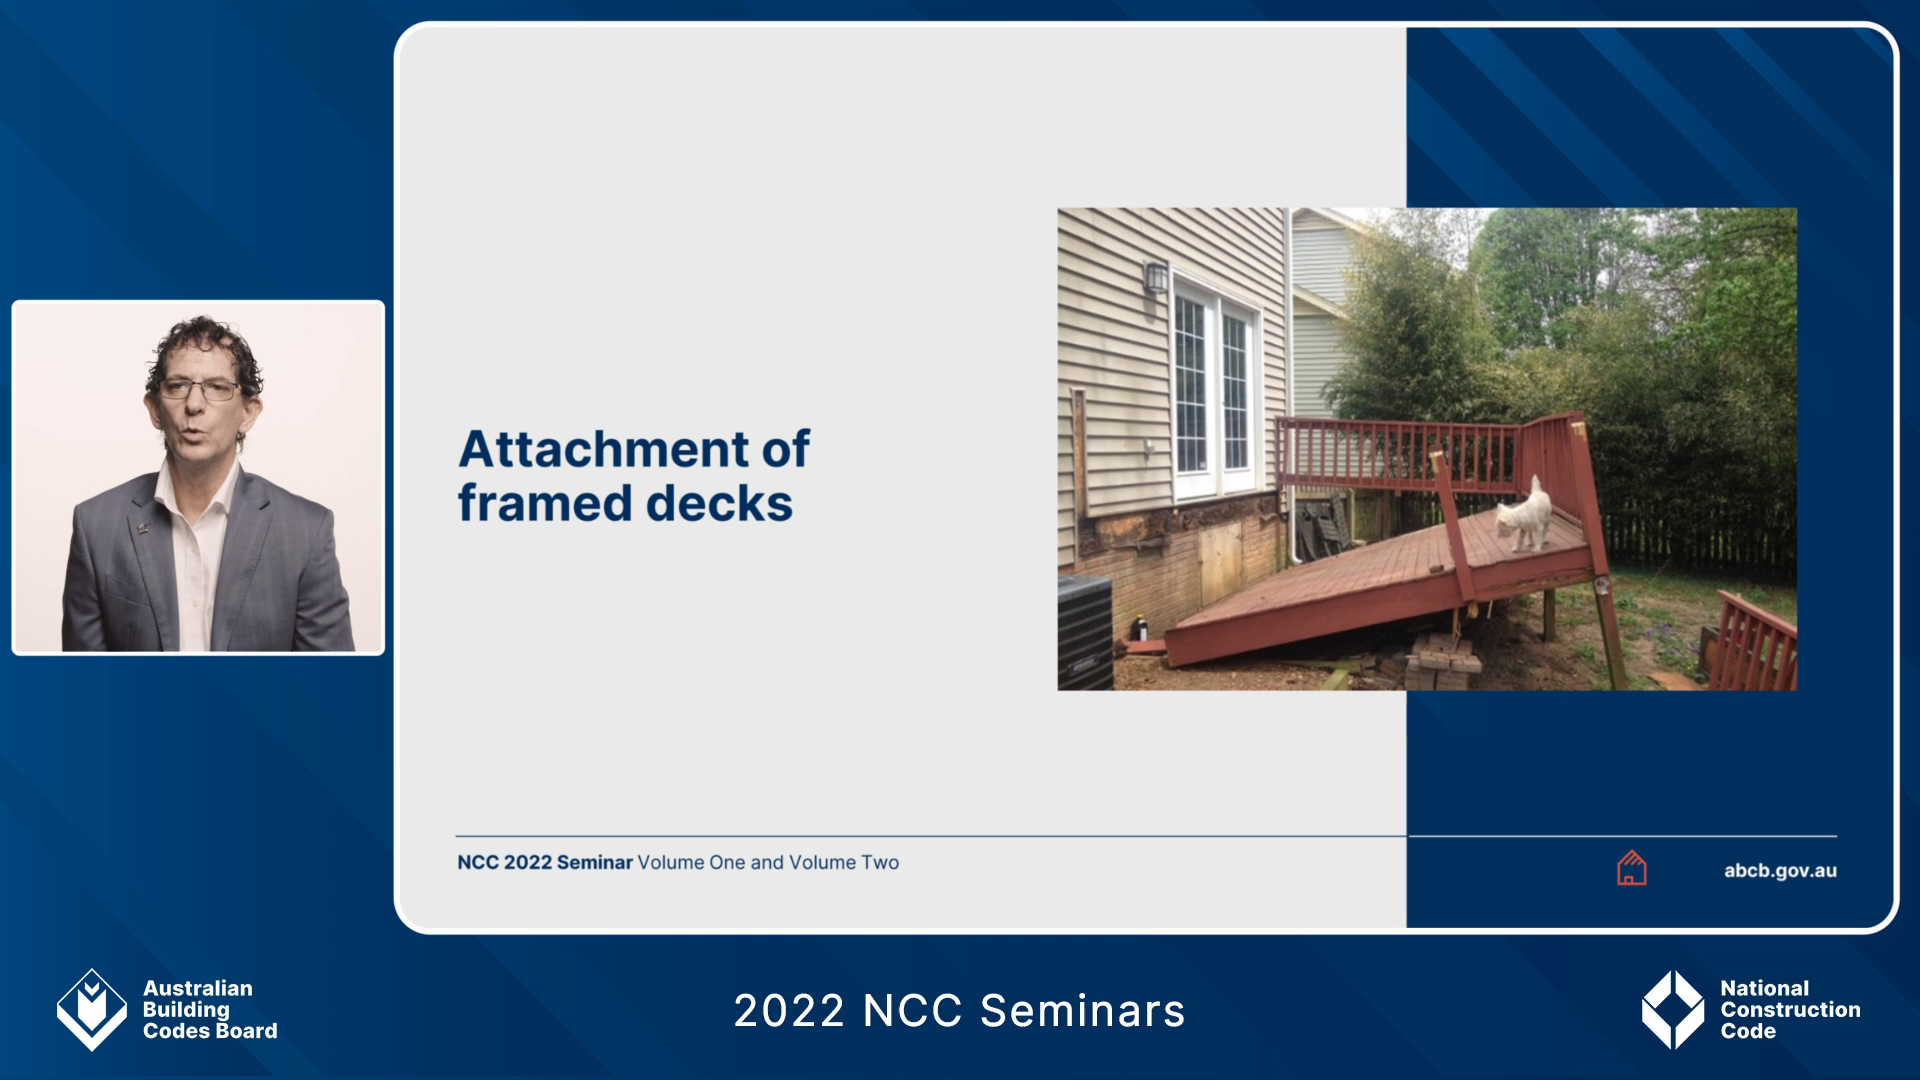 Attachment of
framed decks
NCC 2022 Seminar Volume One and Volume Two
abcb.gov.au
Australian
Building
Codes Board
2022 NCC Seminars
National
Construction
Code